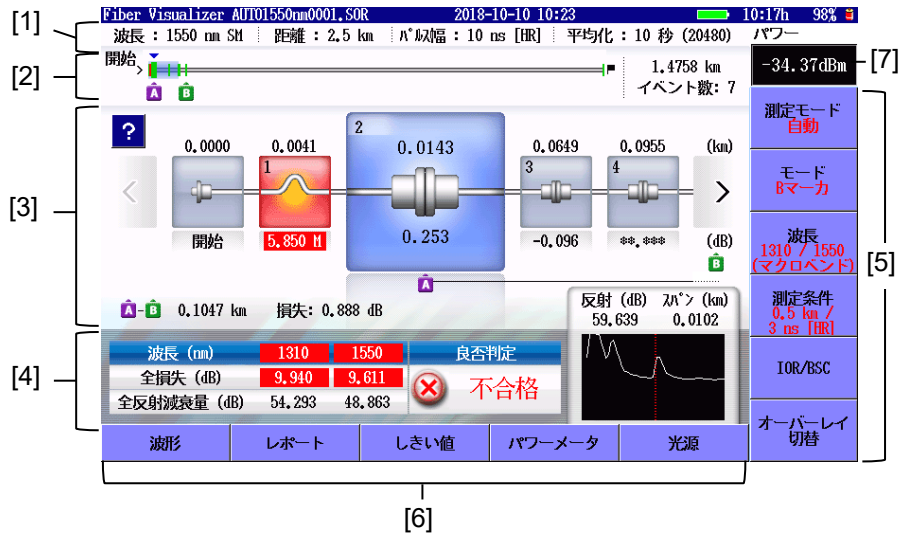 Fiber Visualizer AUTO1550nm0001.SOR 2018-10-10 10:23 10:17h 98%
[1] 波長 : 1550 nm SM 距離 : 2.5 km パルス幅 : 10 ns [HR] 平均化 : 10 秒 (20480) パワー
[2] 開始 1.4758 km -34.37dBm [7]
A B イベント数: 7
[3] ? 0.0000 0.0041 2 0.0143 0.0649 0.0955 (km)
1 3 4
開始 5.850 M 0.253 -0.096 **.*** (dB)
A B
A-B 0.1047 km 損失: 0.888 dB
反射 (dB) スパン (km)
59.639 0.0102
[4] 波長 (nm) 1310 1550 良否判定
全損失 (dB) 9.940 9.611 不合格
全反射減衰量 (dB) 54.293 48.863
測定モード
自動
モード
Bマーカ
波長
1310 / 1550
(マクロベンド)
[5]
測定条件
0.5 km /
3 ns [HR]
IOR/BSC
オーバーレイ
切替
波形 レポート しきい値 パワーメータ 光源
[6]